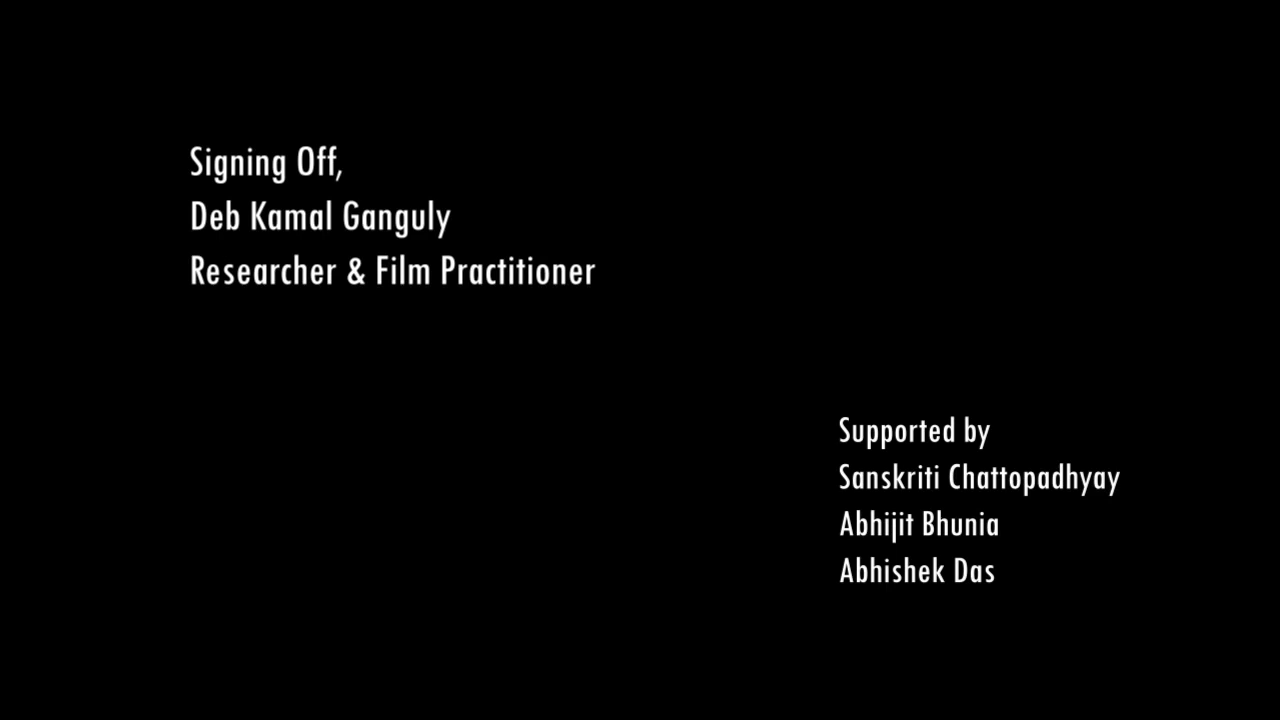 Signing Off,
Deb Kamal Ganguly
Researcher & Film Practitioner
Supported by
Sanskriti Chattopadhyay
Abhijit Bhunia
Abhishek Das